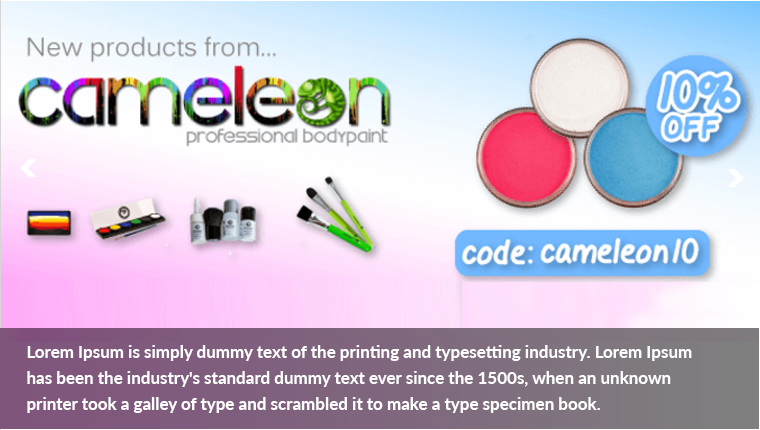 New products from...
cameleon
professional bodypaint
10%
OFF
code: cameleon10
Lorem Ipsum is simply dummy text of the printing and typesetting industry. Lorem Ipsum
has been the industry's standard dummy text ever since the 1500s, when an unknown
printer took a galley of type and scrambled it to make a type specimen book.